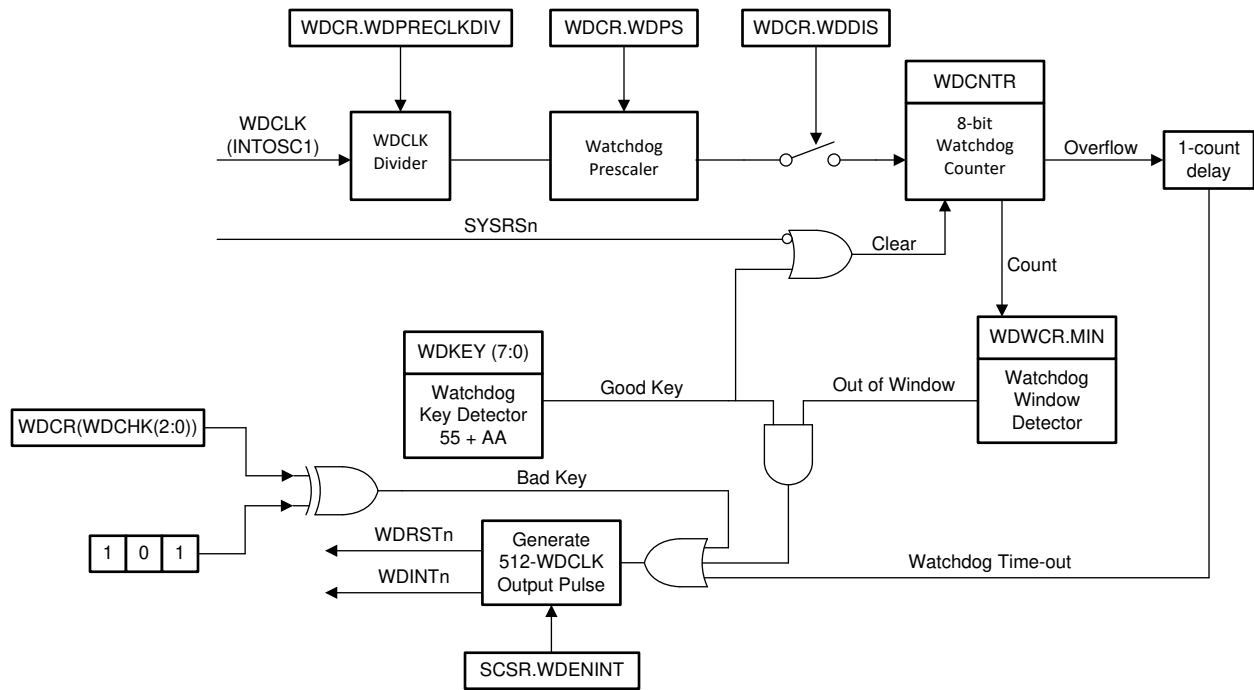 WDCR.WDPRECLKDIV
WDCR.WDPS
WDCR.WDDIS
WDCNTR
WDCLK
(INTOSC1)
WDCLK
Divider
Watchdog
Prescaler
8-bit
Watchdog
Counter
Overflow
1-count
delay
SYSRSn
Clear
Count
WDKEY (7:0)
Watchdog
Key Detector
55 + AA
Good Key
Out of Window
WDWCR.MIN
Watchdog
Window
Detector
WDCR(WDCHK(2:0))
Bad Key
1 0 1
WDRSTn
WDINTn
Generate
512-WDCLK
Output Pulse
Watchdog Time-out
SCSR.WDENINT